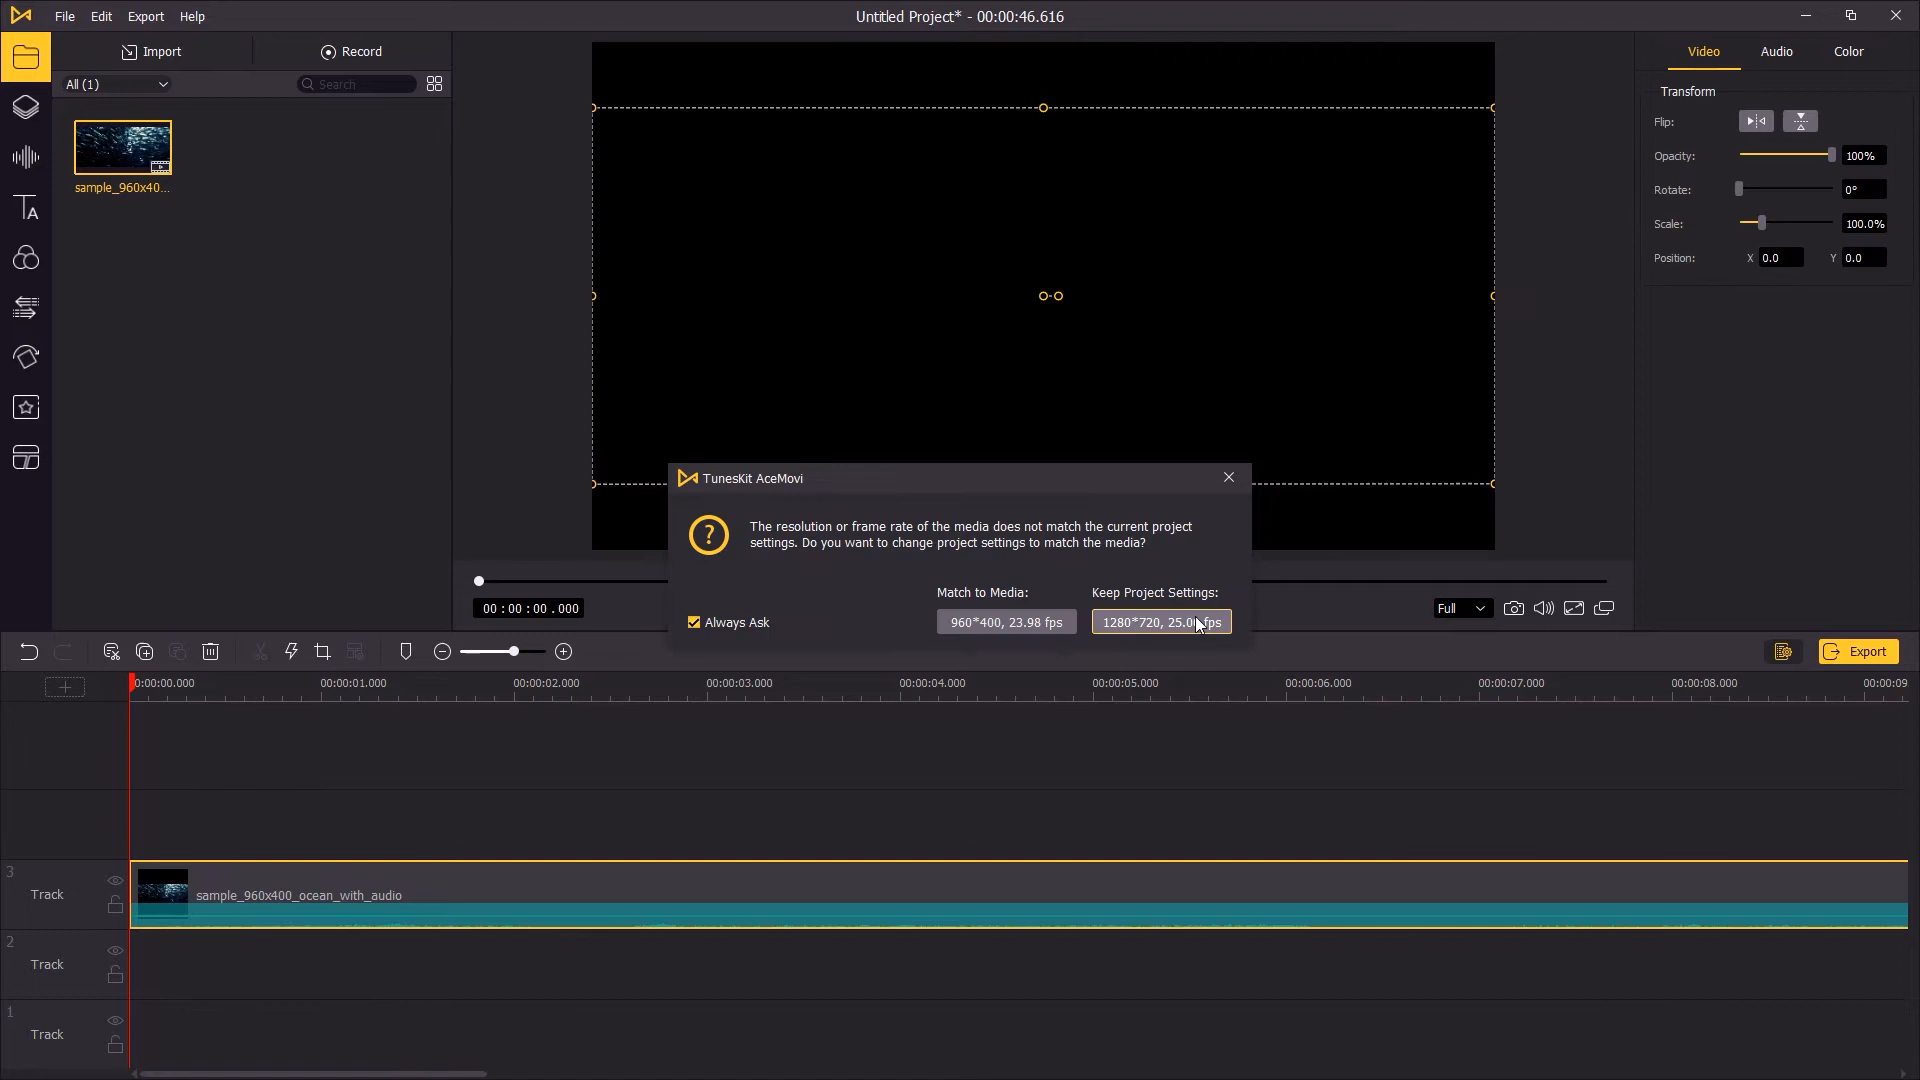 File Edit Export Help
Untitled Project* - 00:00:46.616
Import Record
Video Audio Color
All (1) Search
Transform
Flip:
Opacity: 100%
Rotate: 0°
Scale: 100.0%
Position: X 0.0 Y 0.0
sample_960x40...
TunesKit AceMovi
The resolution or frame rate of the media does not match the current project
settings. Do you want to change project settings to match the media?
Match to Media: Keep Project Settings:
Always Ask 960*400, 23.98 fps 1280*720, 25.0 fps
00:00:00.000
Full
Export
0:00:00.000 00:00:01.000 00:00:02.000 00:00:03.000 00:00:04.000 00:00:05.000 00:00:06.000 00:00:07.000 00:00:08.000 00:00:09
3
Track sample_960x400_ocean_with_audio
2
Track
1
Track